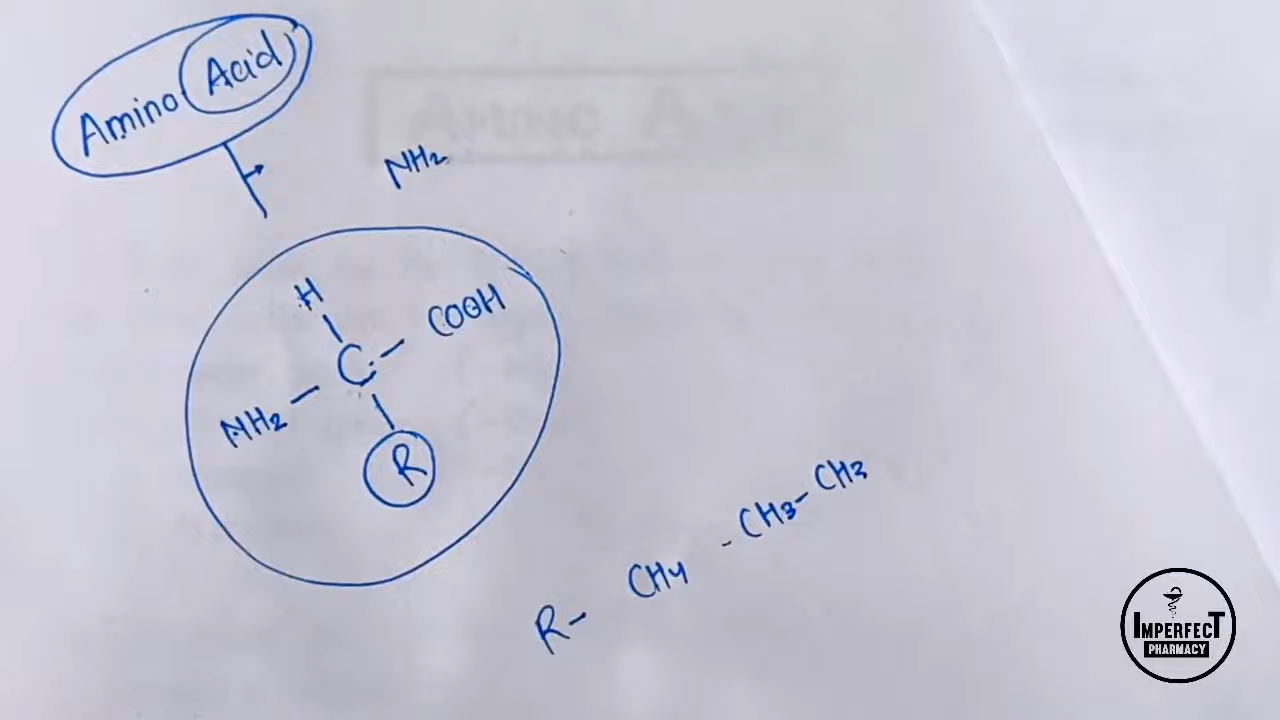 Amino Acid
NH2
H
C - COOH
NH2 -
R
R- CH4 - CH3-CH3
IMPERFECT
PHARMACY